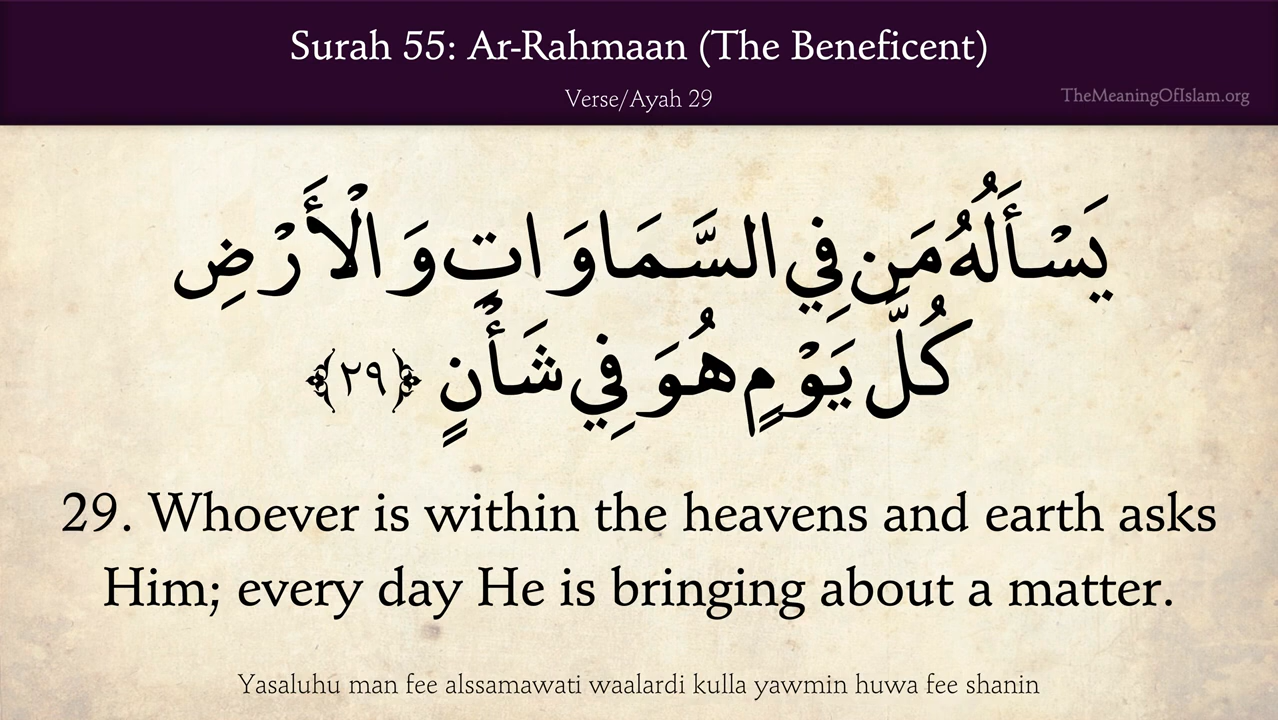 Surah 55: Ar-Rahmaan (The Beneficent)
Verse/Ayah 29
TheMeaningOfIslam.org
يَسْأَلُهُ مَن فِي السَّمَاوَاتِ وَالْأَرْضِ
كُلَّ يَوْمٍ هُوَ فِي شَأْنٍ ﴿٢٩﴾
29. Whoever is within the heavens and earth asks
Him; every day He is bringing about a matter.
Yasaluhu man fee alssamawati waalardi kulla yawmin huwa fee shanin